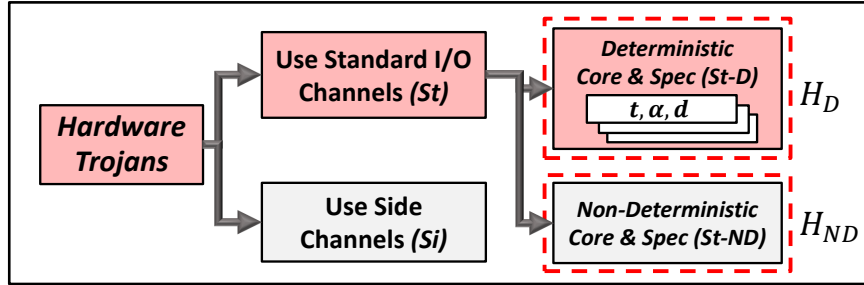 Hardware
Trojans
Use Standard I/O
Channels (St)
Use Side
Channels (Si)
Deterministic
Core & Spec (St-D)
t, α, d
H_D
Non-Deterministic
Core & Spec (St-ND)
H_ND